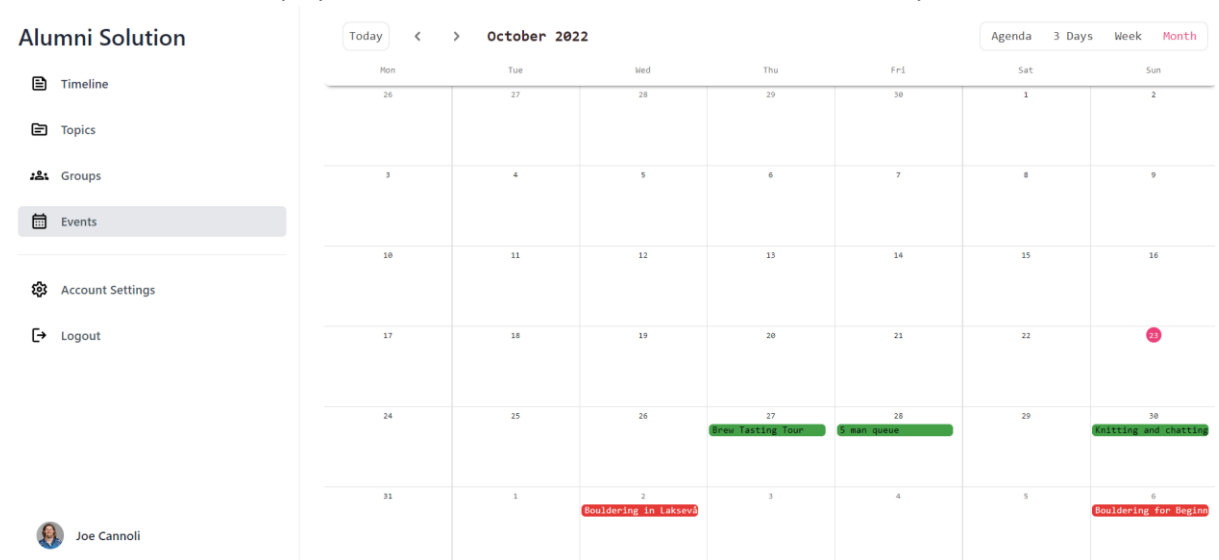 Alumni Solution
Timeline
Topics
Groups
Events
Account Settings
Logout
Joe Cannoli
Today < > October 2022
Agenda 3 Days Week Month
Mon Tue Wed Thu Fri Sat Sun
26 27 28 29 30 1 2
3 4 5 6 7 8 9
10 11 12 13 14 15 16
17 18 19 20 21 22 23
24 25 26 27 28 29 30
Brew Tasting Tour 5 man queue Knitting and chatting
31 1 2 3 4 5 6
Bouldering in Laksevå Bouldering for Beginn